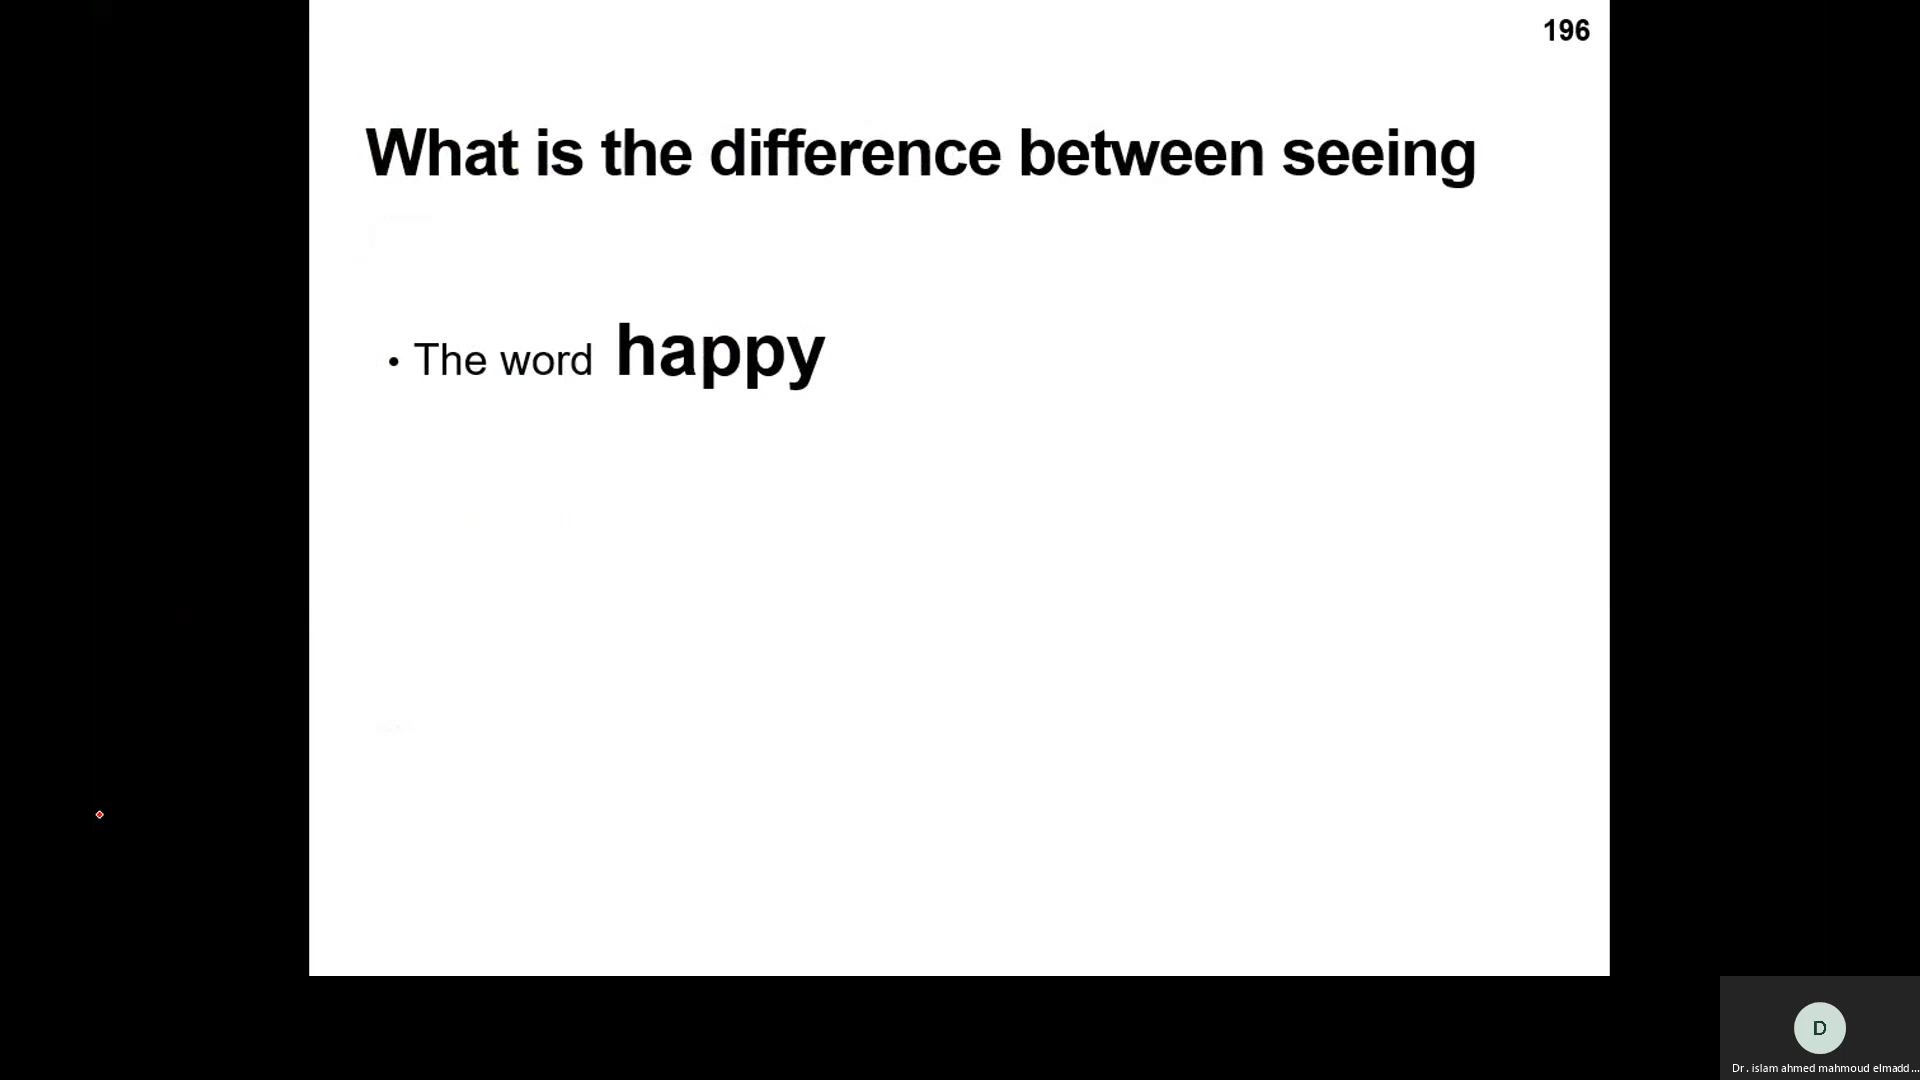 196
What is the difference between seeing
• The word happy
D
Dr. islam ahmed mahmoud elmadd...